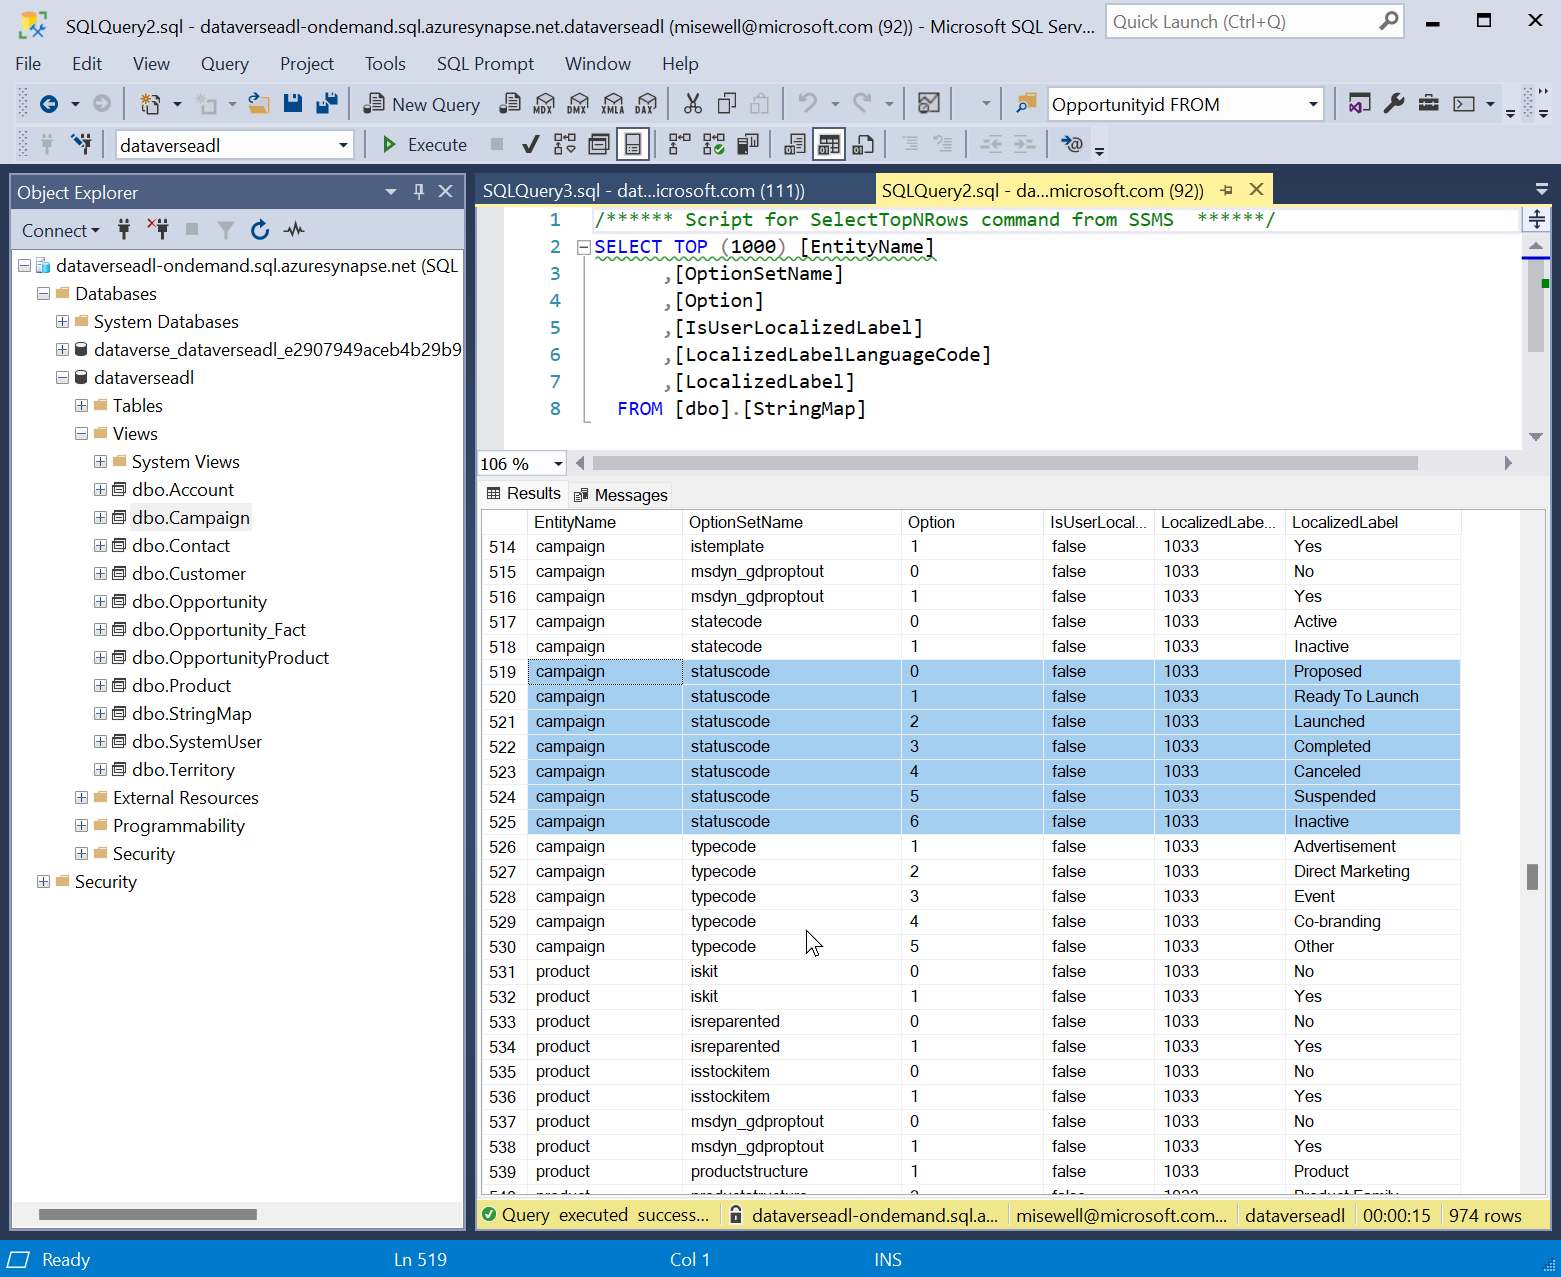 SQLQuery2.sql - dataverseadl-ondemand.sql.azuresynapse.net.dataverseadl (misewell@microsoft.com (92)) - Microsoft SQL Serv...
Quick Launch (Ctrl+Q)
File Edit View Query Project Tools SQL Prompt Window Help
New Query MDX DMX XMLA DAX Opportunityid FROM
dataverseadl Execute
Object Explorer
Connect
dataverseadl-ondemand.sql.azuresynapse.net (SQL
Databases
System Databases
dataverse_dataverseadl_e2907949aceb4b29b9
dataverseadl
Tables
Views
System Views
dbo.Account
dbo.Campaign
dbo.Contact
dbo.Customer
dbo.Opportunity
dbo.Opportunity_Fact
dbo.OpportunityProduct
dbo.Product
dbo.StringMap
dbo.SystemUser
dbo.Territory
External Resources
Programmability
Security
Security
SQLQuery3.sql - dat...icrosoft.com (111)) SQLQuery2.sql - da...microsoft.com (92))
1 /****** Script for SelectTopNRows command from SSMS ******/
2 SELECT TOP (1000) [EntityName]
3 ,[OptionSetName]
4 ,[Option]
5 ,[IsUserLocalizedLabel]
6 ,[LocalizedLabelLanguageCode]
7 ,[LocalizedLabel]
8 FROM [dbo].[StringMap]
106 %
Results Messages
EntityName OptionSetName Option IsUserLocal... LocalizedLabe... LocalizedLabel
514 campaign istemplate 1 false 1033 Yes
515 campaign msdyn_gdproptout 0 false 1033 No
516 campaign msdyn_gdproptout 1 false 1033 Yes
517 campaign statecode 0 false 1033 Active
518 campaign statecode 1 false 1033 Inactive
519 campaign statuscode 0 false 1033 Proposed
520 campaign statuscode 1 false 1033 Ready To Launch
521 campaign statuscode 2 false 1033 Launched
522 campaign statuscode 3 false 1033 Completed
523 campaign statuscode 4 false 1033 Canceled
524 campaign statuscode 5 false 1033 Suspended
525 campaign statuscode 6 false 1033 Inactive
526 campaign typecode 1 false 1033 Advertisement
527 campaign typecode 2 false 1033 Direct Marketing
528 campaign typecode 3 false 1033 Event
529 campaign typecode 4 false 1033 Co-branding
530 campaign typecode 5 false 1033 Other
531 product iskit 0 false 1033 No
532 product iskit 1 false 1033 Yes
533 product isreparented 0 false 1033 No
534 product isreparented 1 false 1033 Yes
535 product isstockitem 0 false 1033 No
536 product isstockitem 1 false 1033 Yes
537 product msdyn_gdproptout 0 false 1033 No
538 product msdyn_gdproptout 1 false 1033 Yes
539 product productstructure 1 false 1033 Product
Query executed success... dataverseadl-ondemand.sql.a... misewell@microsoft.com... dataverseadl 00:00:15 974 rows
Ready Ln 519 Col 1 INS